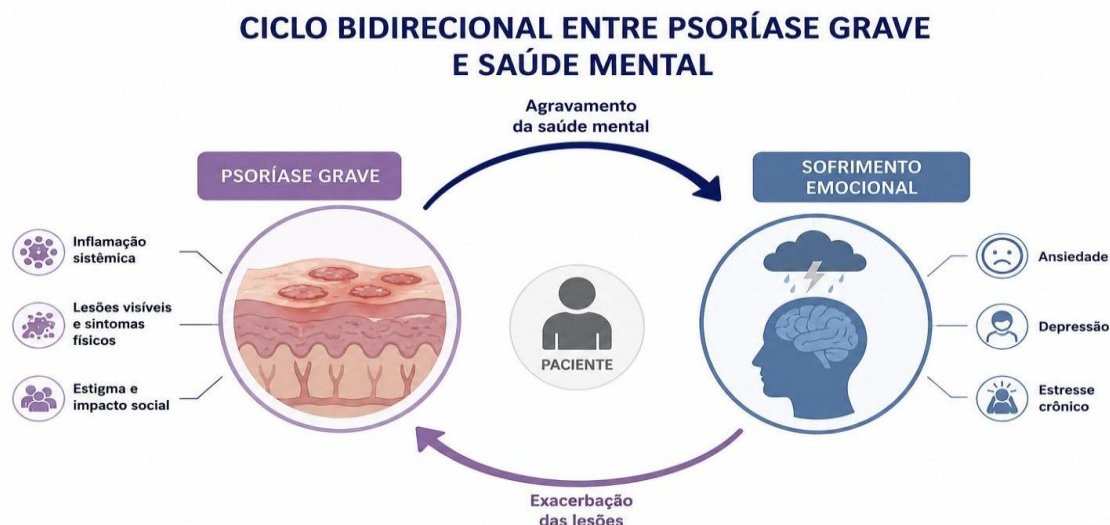 CICLO BIDIRECIONAL ENTRE PSORÍASE GRAVE
E SAÚDE MENTAL
Agravamento
da saúde mental
PSORÍASE GRAVE
SOFRIMENTO
EMOCIONAL
Inflamação
sistêmica
Lesões visíveis
e sintomas
físicos
Estigma e
impacto social
PACIENTE
Ansiedade
Depressão
Estresse
crônico
Exacerbação
das lesões